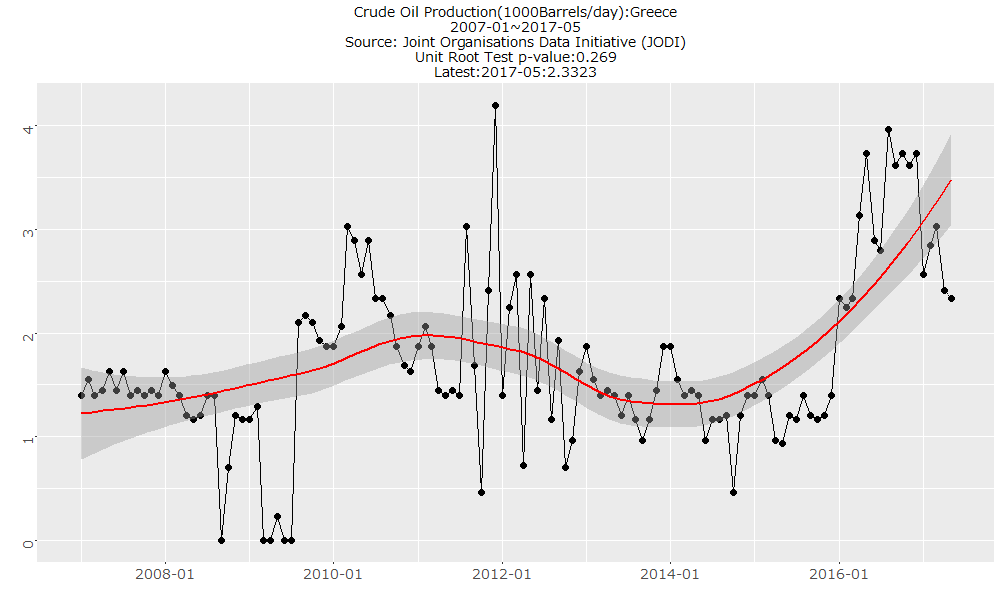 Crude Oil Production(1000Barrels/day):Greece
2007-01~2017-05
Source: Joint Organisations Data Initiative (JODI)
Unit Root Test p-value:0.269
Latest:2017-05:2.3323
4
3
2
1
0
2008-01 2010-01 2012-01 2014-01 2016-01